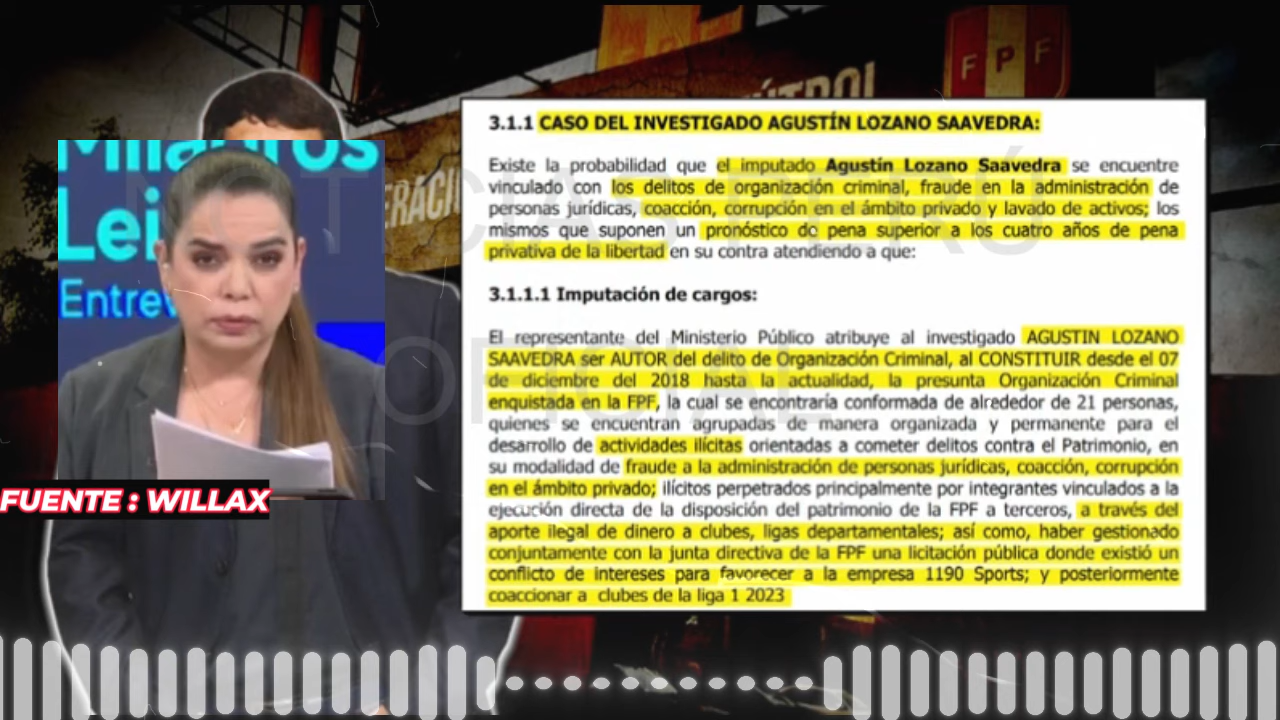 FPF
FÚTBOL
ERACIÓ
Milagros
Lei
Entrev
NOTICIAS PERÚ
OFICIAL
FUENTE : WILLAX
3.1.1 CASO DEL INVESTIGADO AGUSTÍN LOZANO SAAVEDRA:
Existe la probabilidad que el imputado Agustín Lozano Saavedra se encuentre
vinculado con los delitos de organización criminal, fraude en la administración de
personas jurídicas, coacción, corrupción en el ámbito privado y lavado de activos; los
mismos que suponen un pronóstico de pena superior a los cuatro años de pena
privativa de la libertad en su contra atendiendo a que:
3.1.1.1 Imputación de cargos:
El representante del Ministerio Público atribuye al investigado AGUSTIN LOZANO
SAAVEDRA ser AUTOR del delito de Organización Criminal, al CONSTITUIR desde el 07
de diciembre del 2018 hasta la actualidad, la presunta Organización Criminal
enquistada en la FPF, la cual se encontraría conformada de alrededor de 21 personas,
quienes se encuentran agrupadas de manera organizada y permanente para el
desarrollo de actividades ilícitas orientadas a cometer delitos contra el Patrimonio, en
su modalidad de fraude a la administración de personas jurídicas, coacción, corrupción
en el ámbito privado; ilícitos perpetrados principalmente por integrantes vinculados a la
ejecución directa de la disposición del patrimonio de la FPF a terceros, a través del
aporte ilegal de dinero a clubes, ligas departamentales; así como, haber gestionado
conjuntamente con la junta directiva de la FPF una licitación pública donde existió un
conflicto de intereses para favorecer a la empresa 1190 Sports; y posteriormente
coaccionar a clubes de la liga 1 2023